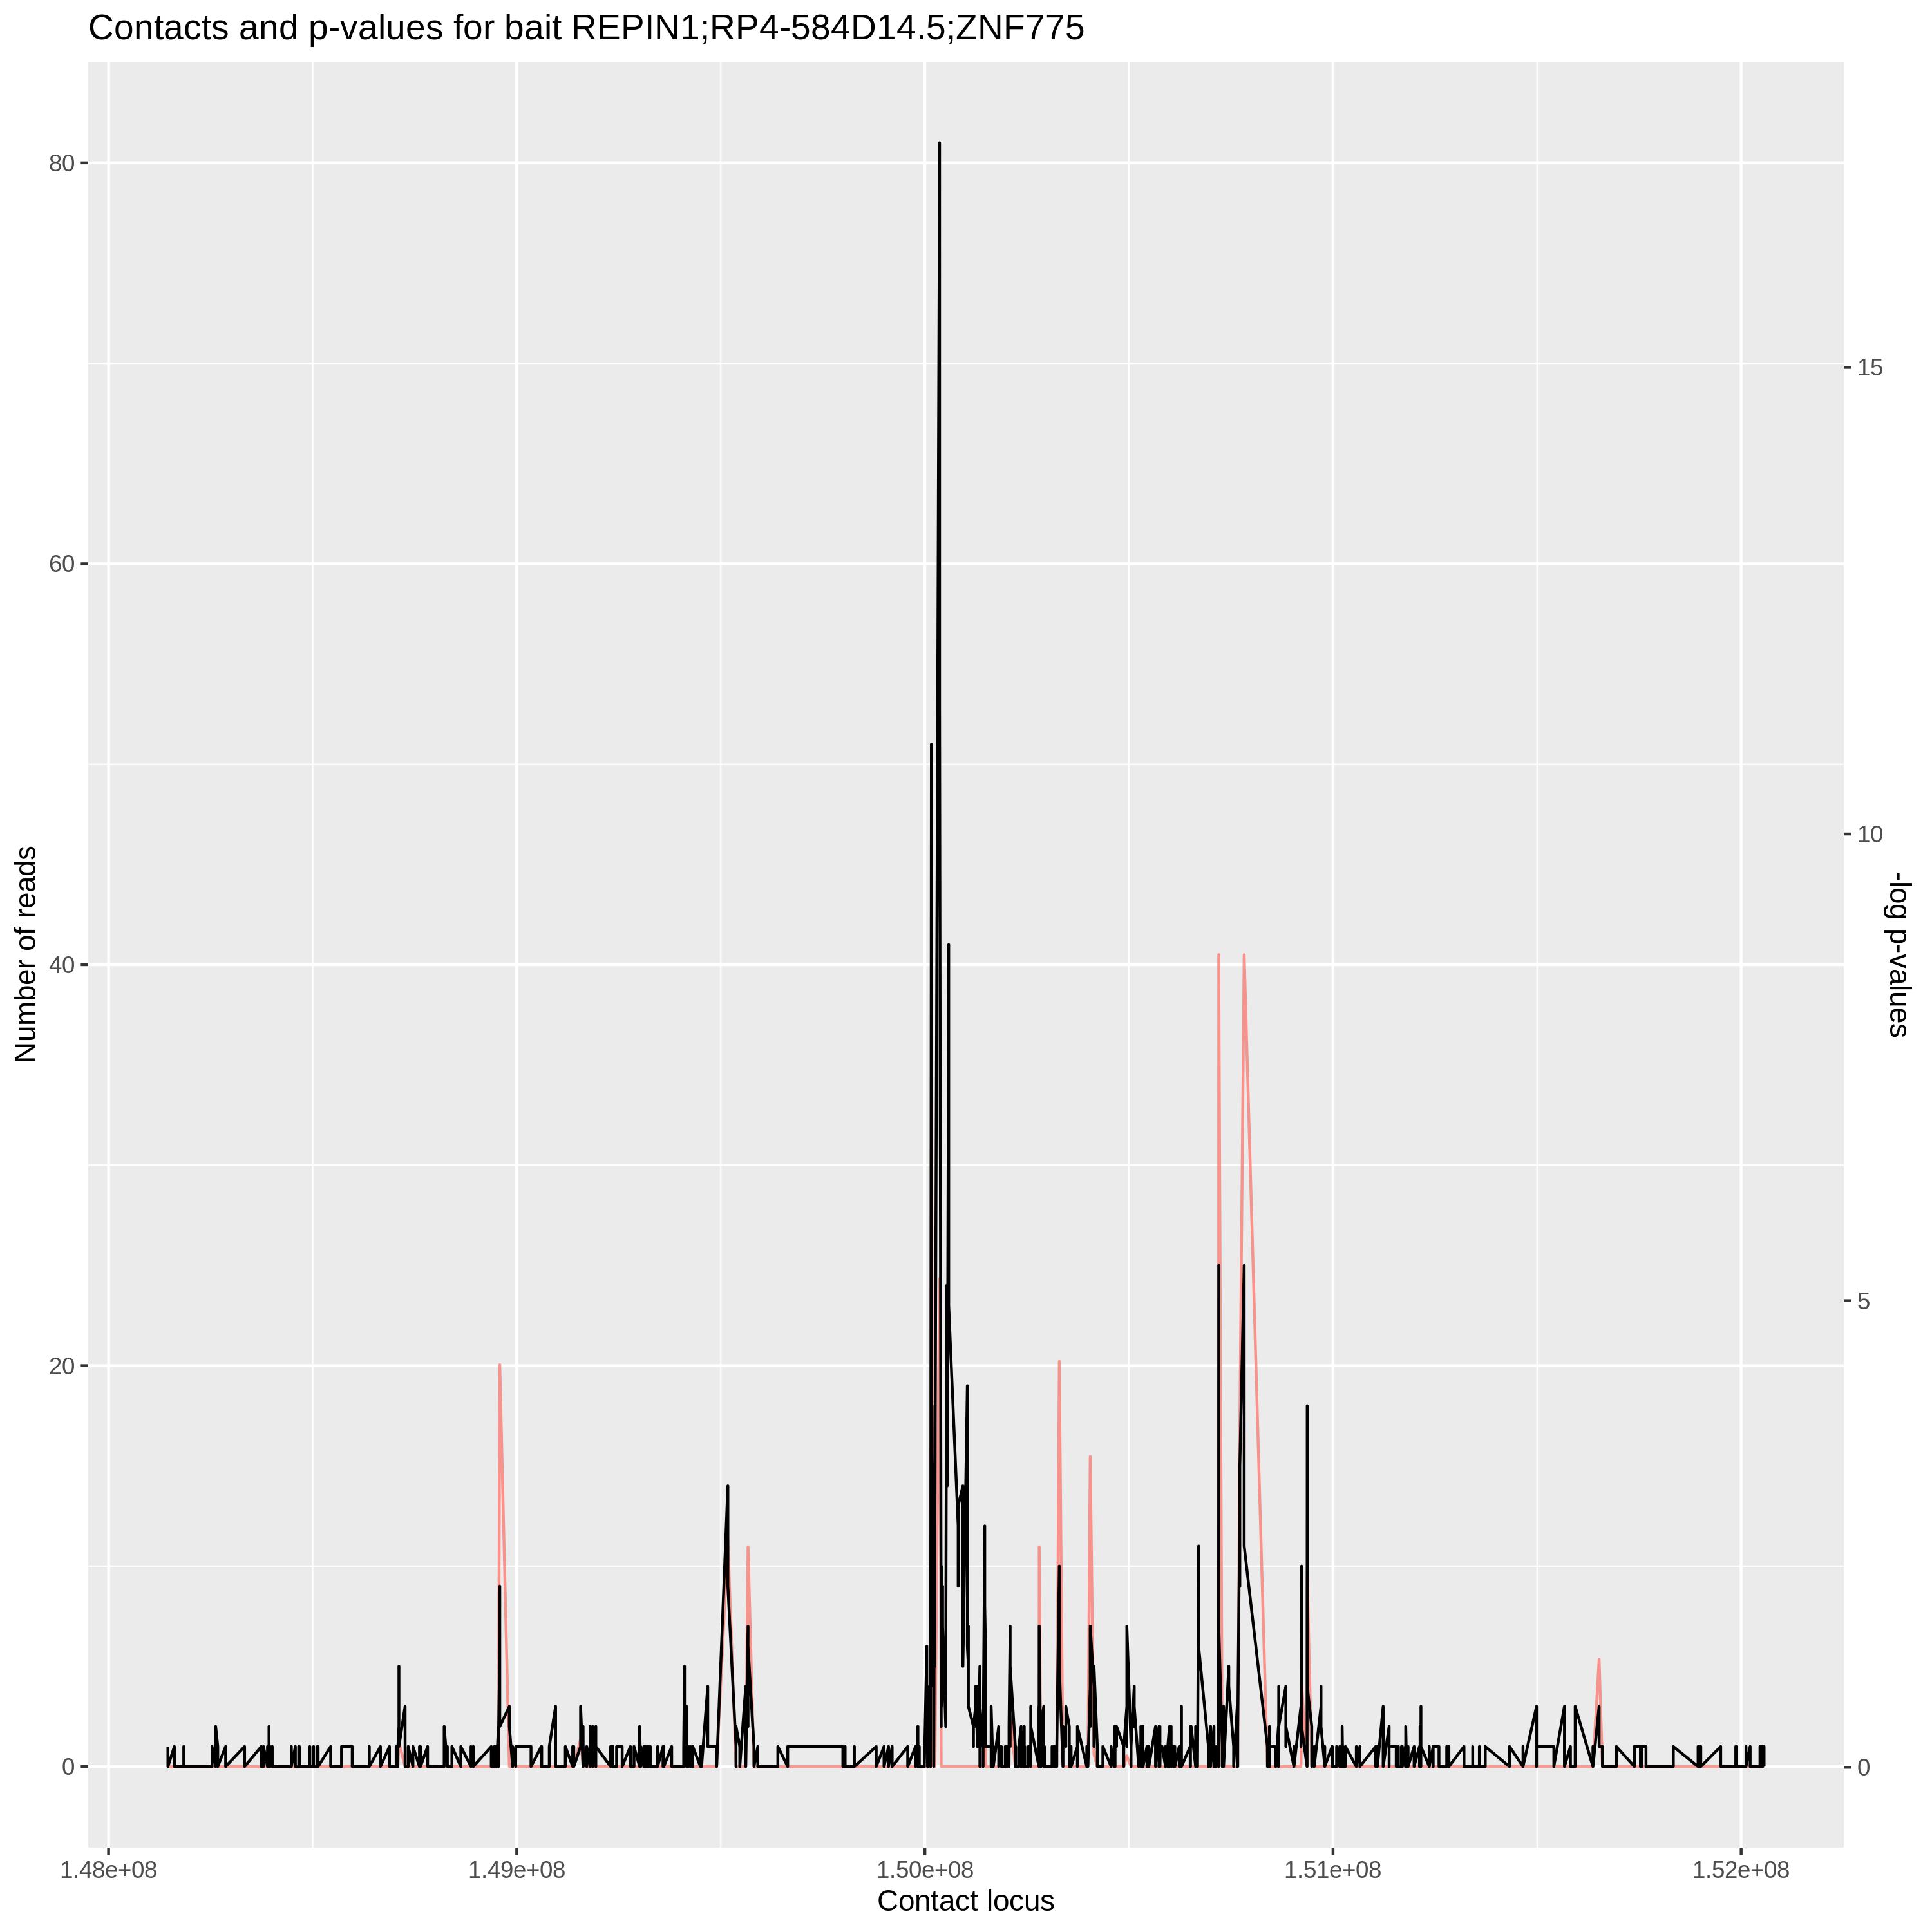 Contacts and p-values for bait REPIN1;RP4-584D14.5;ZNF775
80
60
40
20
0
Number of reads
15
10
5
0
-log p-values
1.48e+08 1.49e+08 1.50e+08 1.51e+08 1.52e+08
Contact locus